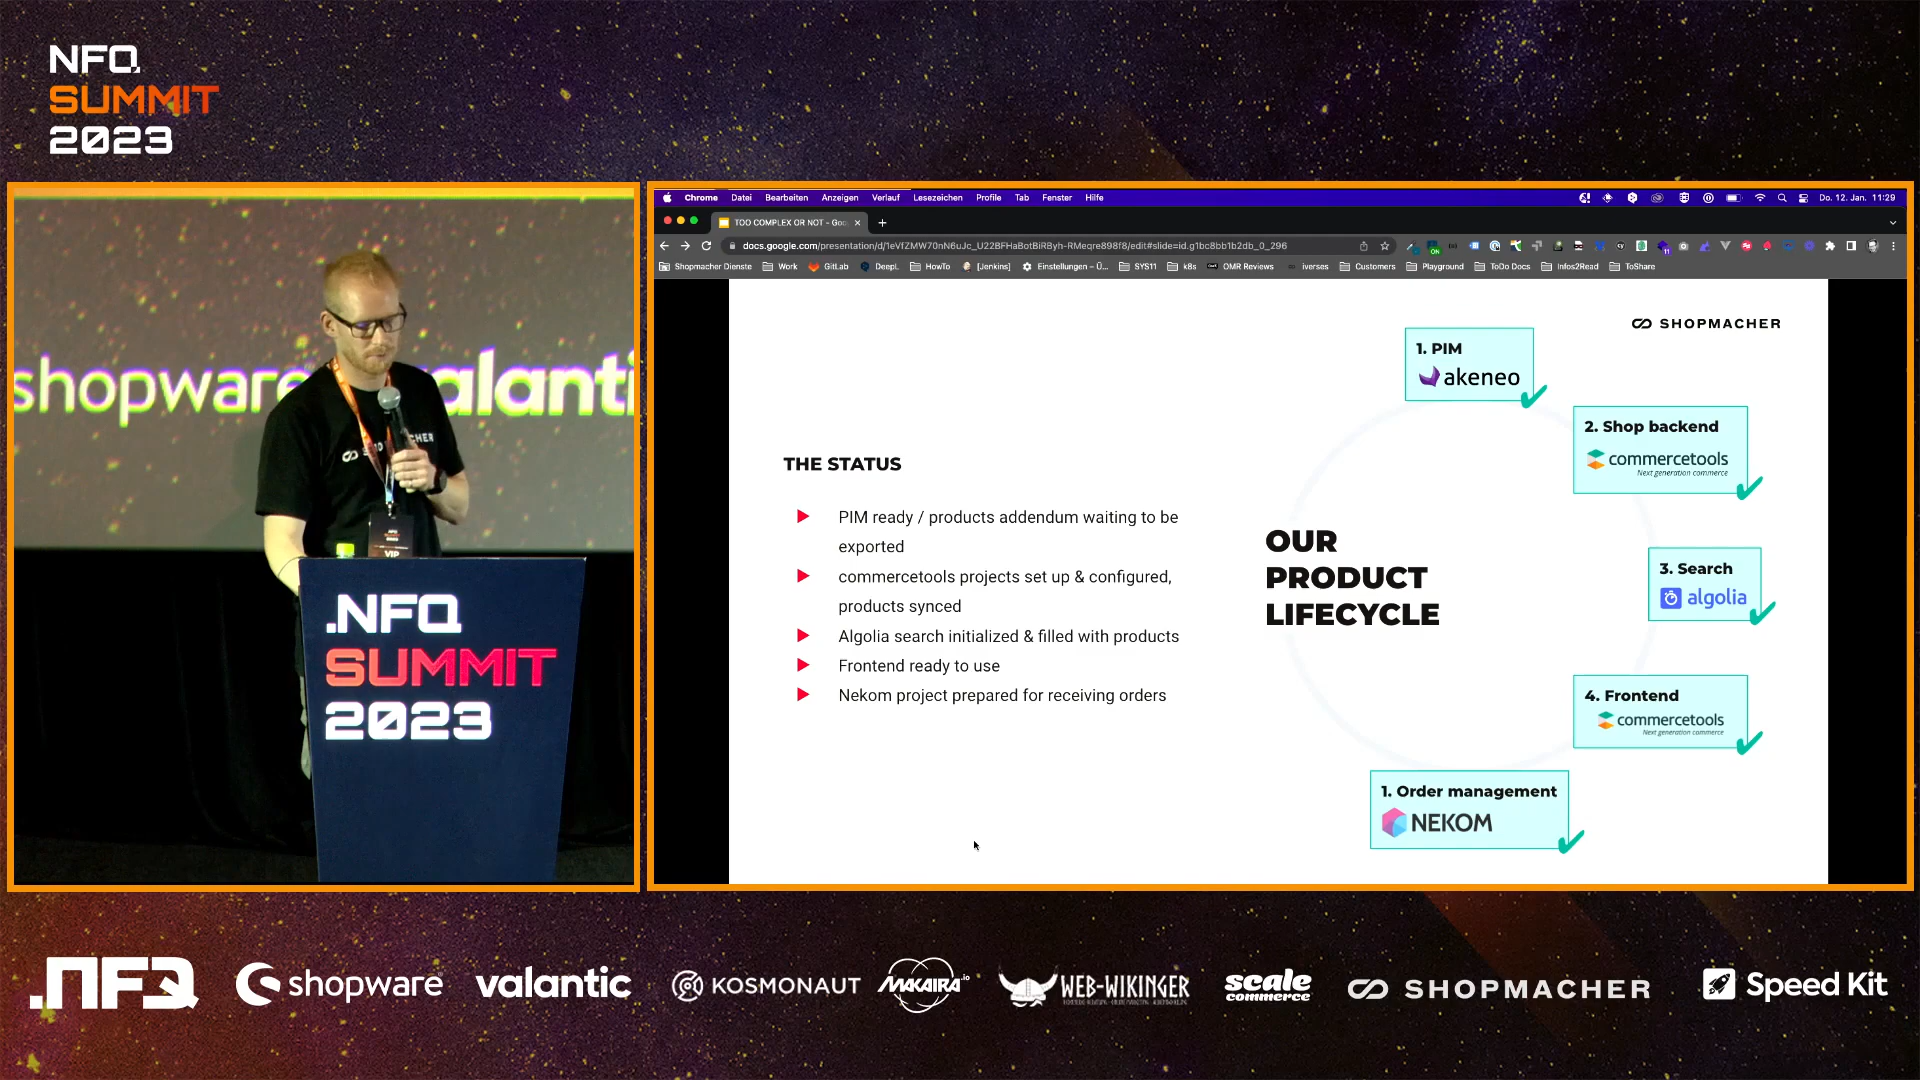 NFQ
SUMMIT
2023
shopware
valantic
SHOPMACHER
VIP
.NFQ
SUMMIT
2023
Chrome Datei Bearbeiten Anzeigen Verlauf Lesezeichen Profile Tab Fenster Hilfe
Do. 12. Jan. 11:29
TOO COMPLEX OR NOT - Goo
docs.google.com/presentation/d/1eVfZMW70nN6uJc_U22BFHaBotBiRByh-RMeqre898f8/edit#slide=id.g1bc8bb1b2db_0_296
ON
Shopmacher Dienste Work GitLab DeepL HowTo [Jenkins] Einstellungen – Ü... SYS11 k8s OMR Reviews iverses Customers Playground ToDo Docs Infos2Read ToShare
SHOPMACHER
THE STATUS
PIM ready / products addendum waiting to be
exported
commercetools projects set up & configured,
products synced
Algolia search initialized & filled with products
Frontend ready to use
Nekom project prepared for receiving orders
OUR
PRODUCT
LIFECYCLE
1. PIM
akeneo
2. Shop backend
commercetools
Next generation commerce
3. Search
algolia
4. Frontend
commercetools
Next generation commerce
1. Order management
NEKOM
.NFQ shopware valantic KOSMONAUT MAKAIRA.io WEB-WIKINGER scale commerce SHOPMACHER Speed Kit